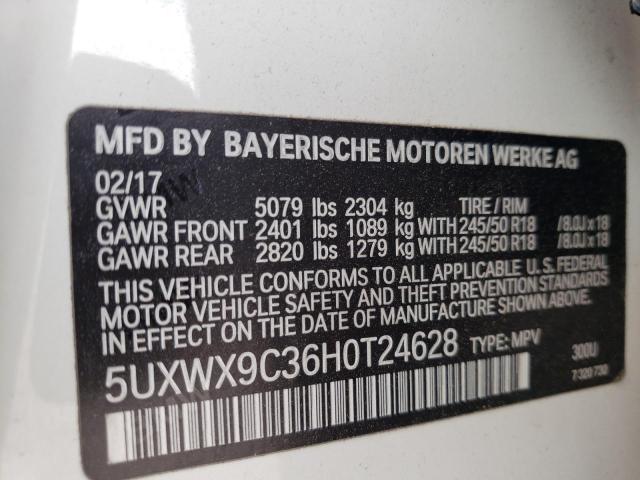 MFD BY BAYERISCHE MOTOREN WERKE AG
02/17
GVWR 5079 lbs 2304 kg TIRE / RIM
GAWR FRONT 2401 lbs 1089 kg WITH 245/50 R18 /8.0J x 18
GAWR REAR 2820 lbs 1279 kg WITH 245/50 R18 /8.0J x 18
THIS VEHICLE CONFORMS TO ALL APPLICABLE U. S. FEDERAL
MOTOR VEHICLE SAFETY AND THEFT PREVENTION STANDARDS
IN EFFECT ON THE DATE OF MANUFACTURE SHOWN ABOVE.
5UXWX9C36H0T24628 TYPE: MPV 300U
7 320 730